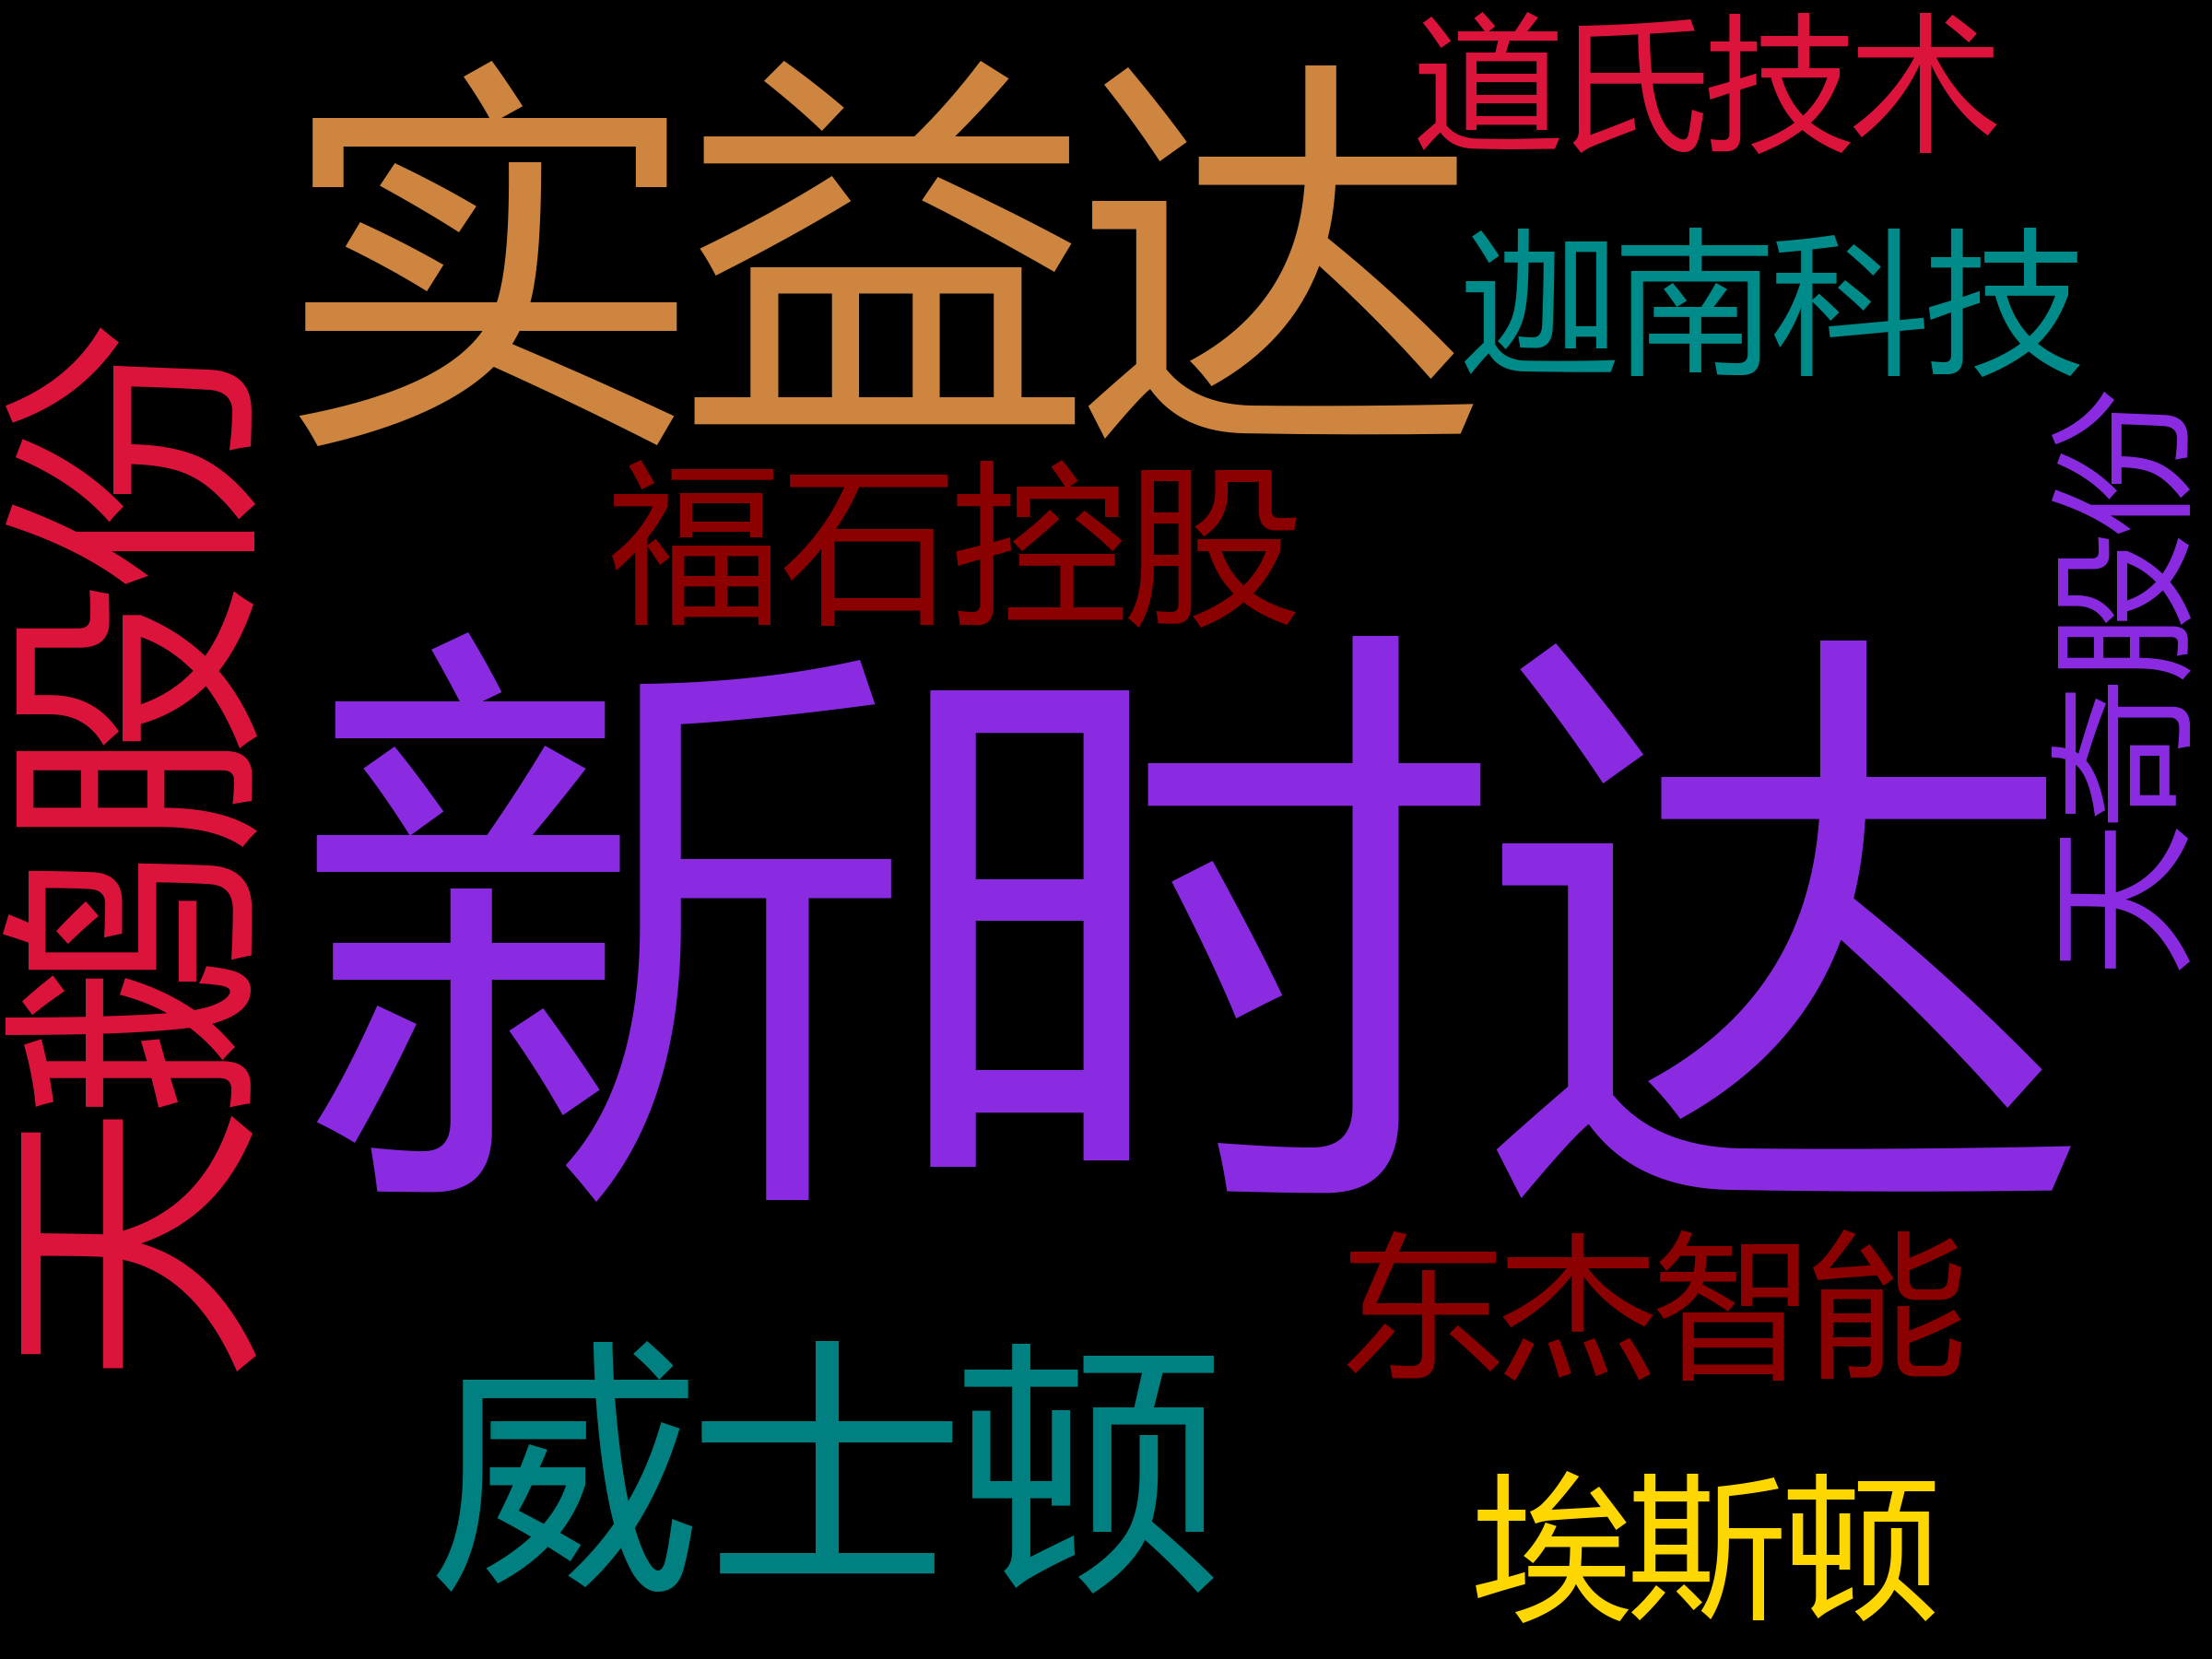 道氏技术
实益达
迦南科技
天鹅股份
福石控股
天奇股份
新时达
东杰智能
威士顿
埃斯顿